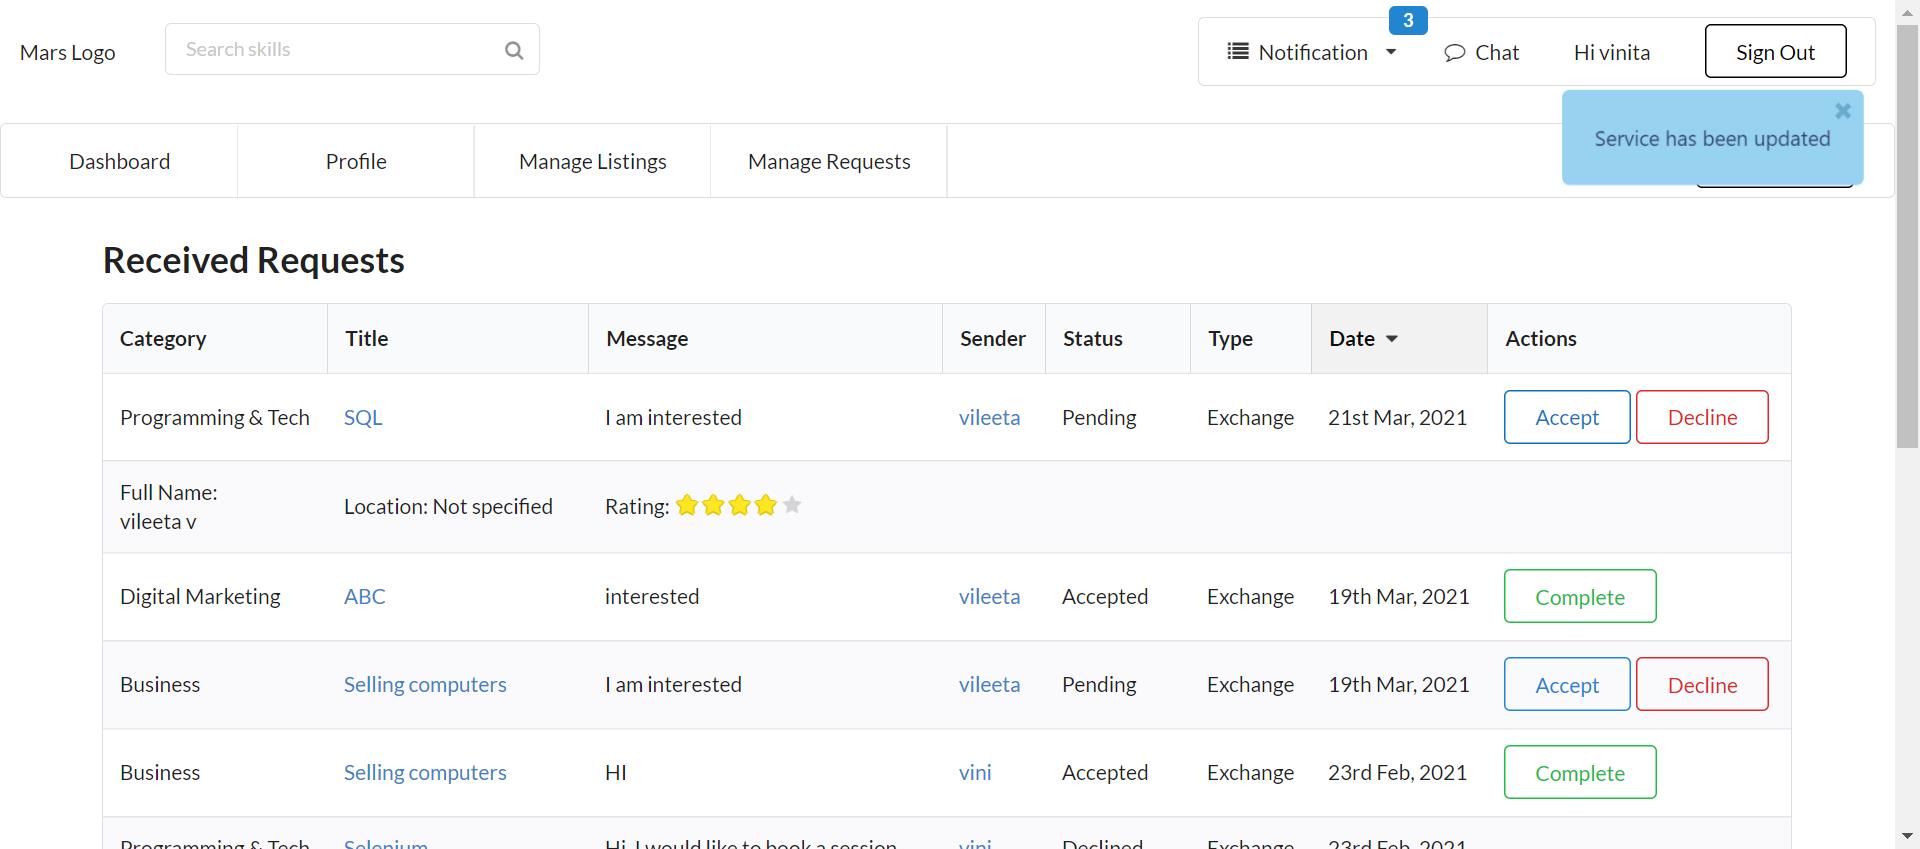 Mars Logo
Search skills
Notification
3
Chat
Hi vinita
Sign Out
Service has been updated
Dashboard
Profile
Manage Listings
Manage Requests
Received Requests
Category Title Message Sender Status Type Date Actions
Programming & Tech SQL I am interested vileeta Pending Exchange 21st Mar, 2021 Accept Decline
Full Name:
vileeta v
Location: Not specified
Rating:
Digital Marketing ABC interested vileeta Accepted Exchange 19th Mar, 2021 Complete
Business Selling computers I am interested vileeta Pending Exchange 19th Mar, 2021 Accept Decline
Business Selling computers HI vini Accepted Exchange 23rd Feb, 2021 Complete
Programming & Tech Selenium Hi, I would like to book a session vini Declined Exchange 23rd Feb, 2021